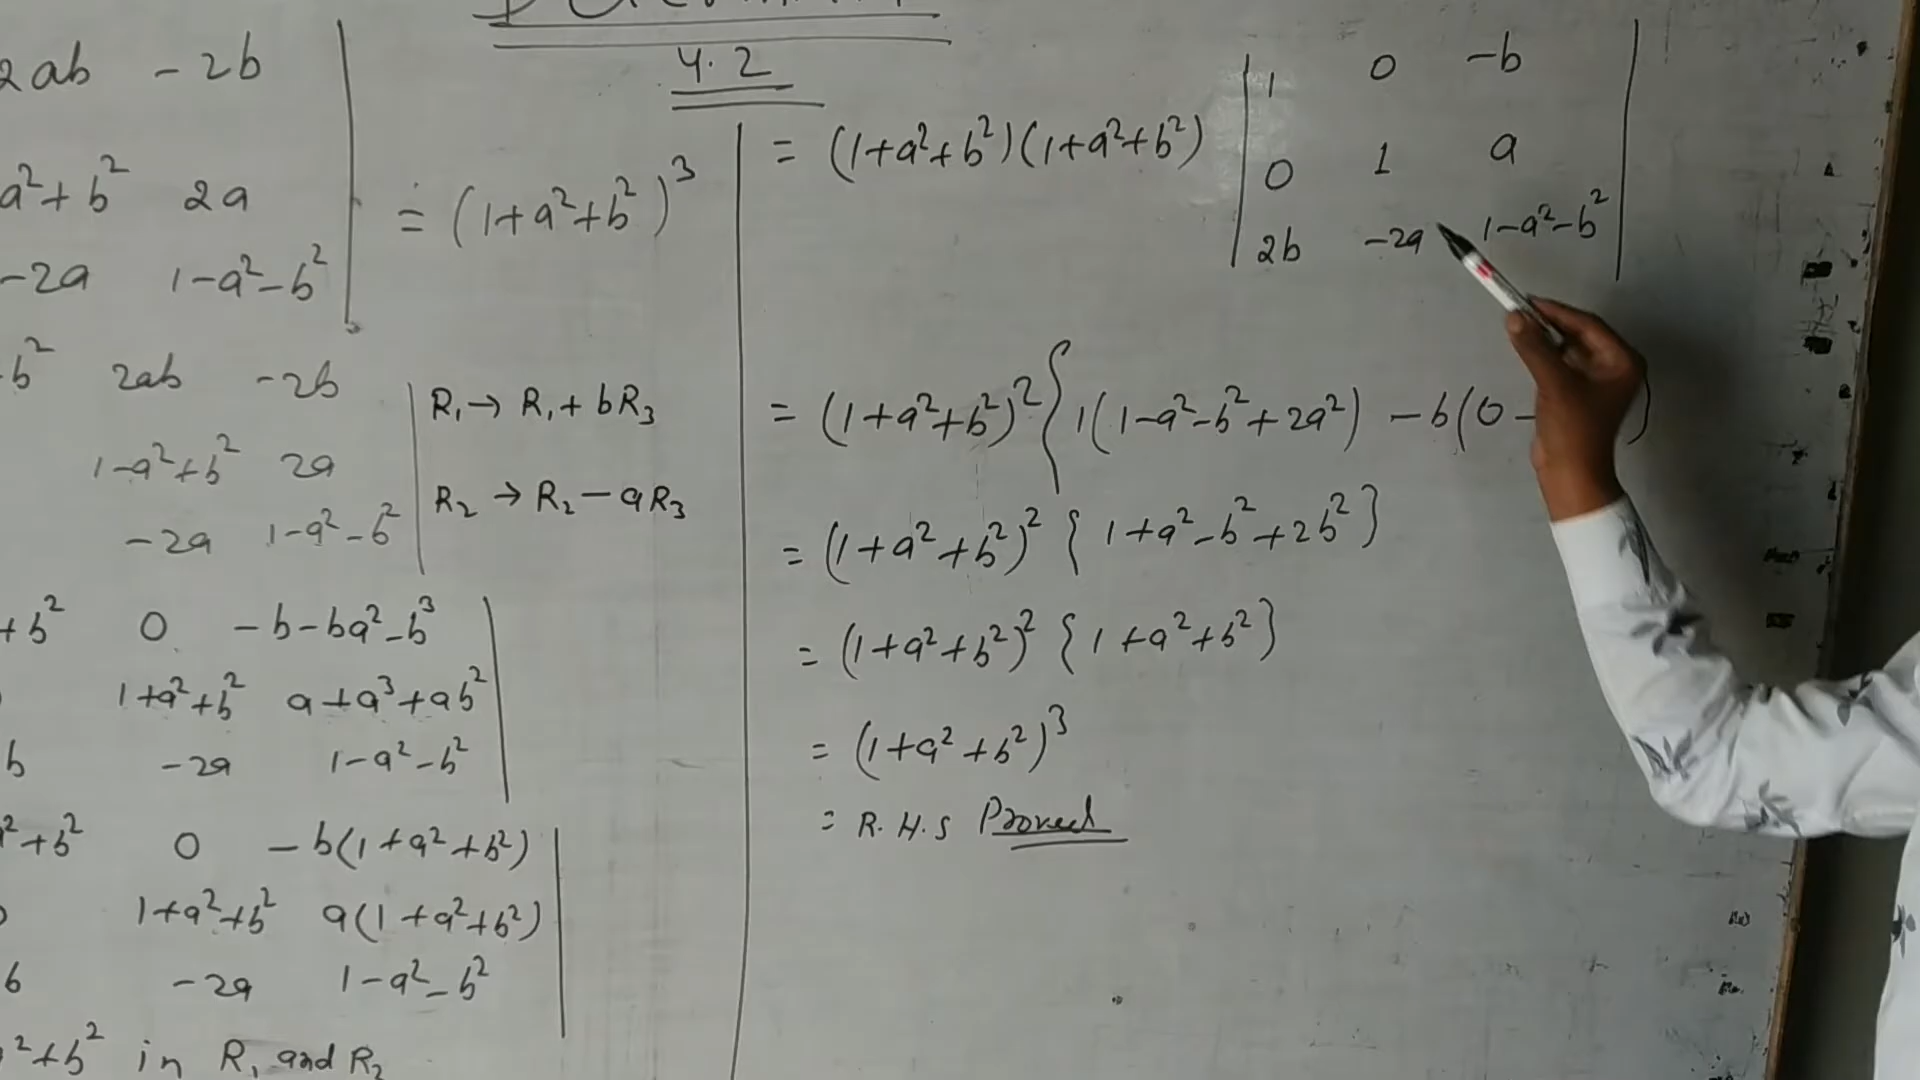 4.2
2ab -2b
a²+b² 2a
-2a 1-a²-b²
= (1+a²+b²)³
b² 2ab -2b
1-a²+b² 2a
-2a 1-a²-b²
R₁→ R₁+ bR₃
R₂ → R₂ - aR₃
+b² 0 -b-ba²-b³
1+a²+b² a+a³+ab²
b -2a 1-a²-b²
²+b² 0 -b(1+a²+b²)
1+a²+b² a(1+a²+b²)
b -2a 1-a²-b²
²+b² in R₁ and R₂
= (1+a²+b²)(1+a²+b²)
1 0 -b
0 1 a
2b -2a 1-a²-b²
= (1+a²+b²)² { 1(1-a²-b²+2a²) -b(0-
= (1+a²+b²)² { 1+a²-b²+2b² }
= (1+a²+b²)² { 1+a²+b² }
= (1+a²+b²)³
= R.H.S Proved